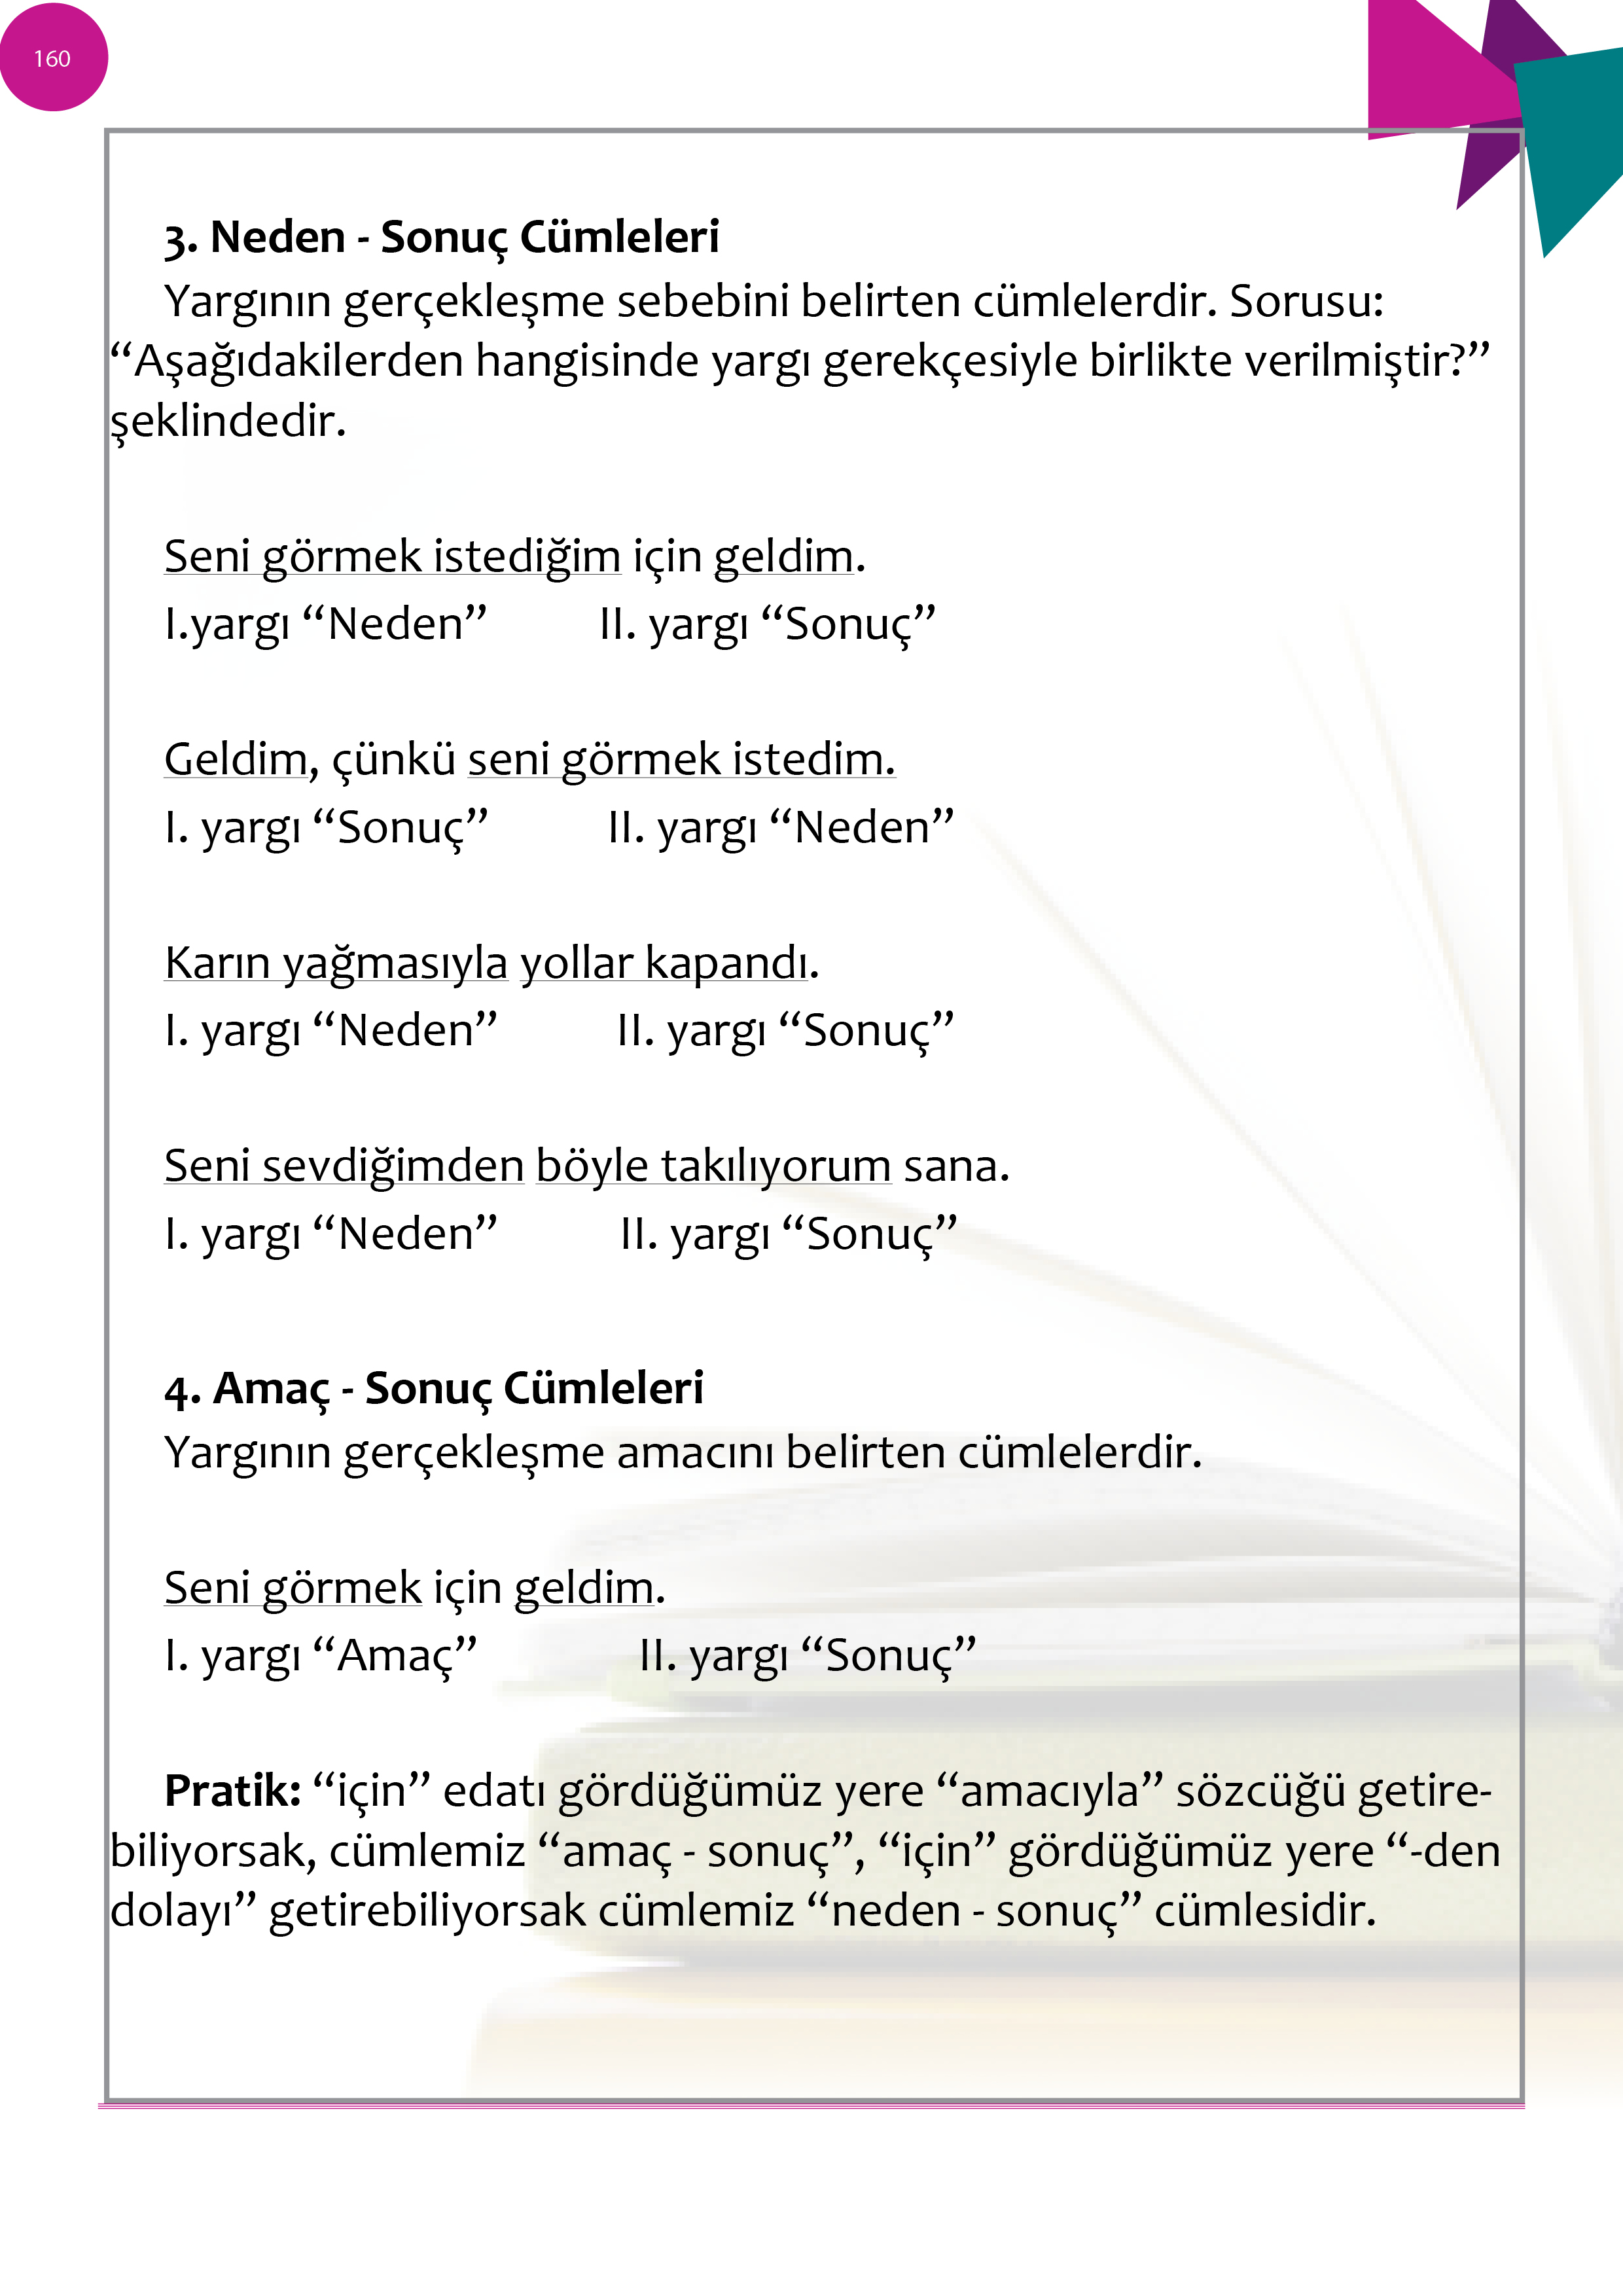 160
3. Neden - Sonuç Cümleleri
Yargının gerçekleşme sebebini belirten cümlelerdir. Sorusu:
“Aşağıdakilerden hangisinde yargı gerekçesiyle birlikte verilmiştir?”
şeklindedir.
Seni görmek istediğim için geldim.
I.yargı “Neden” II. yargı “Sonuç”
Geldim, çünkü seni görmek istedim.
I. yargı “Sonuç” II. yargı “Neden”
Karın yağmasıyla yollar kapandı.
I. yargı “Neden” II. yargı “Sonuç”
Seni sevdiğimden böyle takılıyorum sana.
I. yargı “Neden” II. yargı “Sonuç”
4. Amaç - Sonuç Cümleleri
Yargının gerçekleşme amacını belirten cümlelerdir.
Seni görmek için geldim.
I. yargı “Amaç” II. yargı “Sonuç”
Pratik: “için” edatı gördüğümüz yere “amacıyla” sözcüğü getire-
biliyorsak, cümlemiz “amaç - sonuç”, “için” gördüğümüz yere “-den
dolayı” getirebiliyorsak cümlemiz “neden - sonuç” cümlesidir.